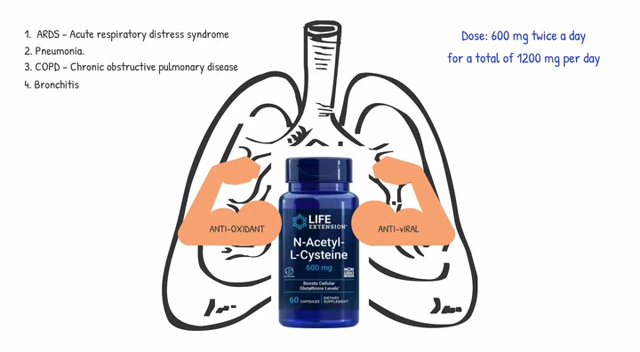 1. ARDS – Acute respiratory distress syndrome
2. Pneumonia.
3. COPD – Chronic obstructive pulmonary disease
4. Bronchitis
Dose: 600 mg twice a day
for a total of 1200 mg per day
ANTI-OXIDANT
ANTI-VIRAL
LIFE
EXTENSION
N-Acetyl-
L-Cysteine
600 mg
NON
GMO
Boosts Cellular
Glutathione Levels*
60 CAPSULES
DIETARY
SUPPLEMENT